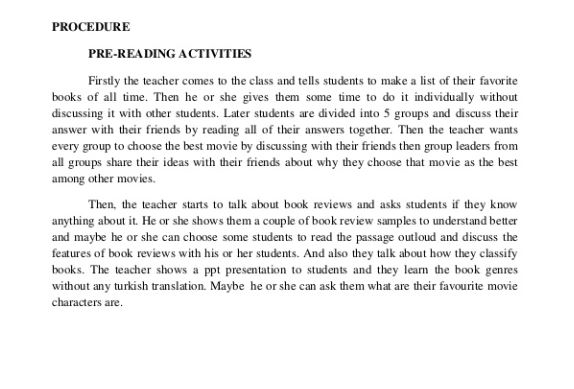 PROCEDURE
PRE-READING ACTIVITIES
Firstly the teacher comes to the class and tells students to make a list of their favorite
books of all time. Then he or she gives them some time to do it individually without
discussing it with other students. Later students are divided into 5 groups and discuss their
answer with their friends by reading all of their answers together. Then the teacher wants
every group to choose the best movie by discussing with their friends then group leaders from
all groups share their ideas with their friends about why they choose that movie as the best
among other movies.
Then, the teacher starts to talk about book reviews and asks students if they know
anything about it. He or she shows them a couple of book review samples to understand better
and maybe he or she can choose some students to read the passage outloud and discuss the
features of book reviews with his or her students. And also they talk about how they classify
books. The teacher shows a ppt presentation to students and they learn the book genres
without any turkish translation. Maybe he or she can ask them what are their favourite movie
characters are.